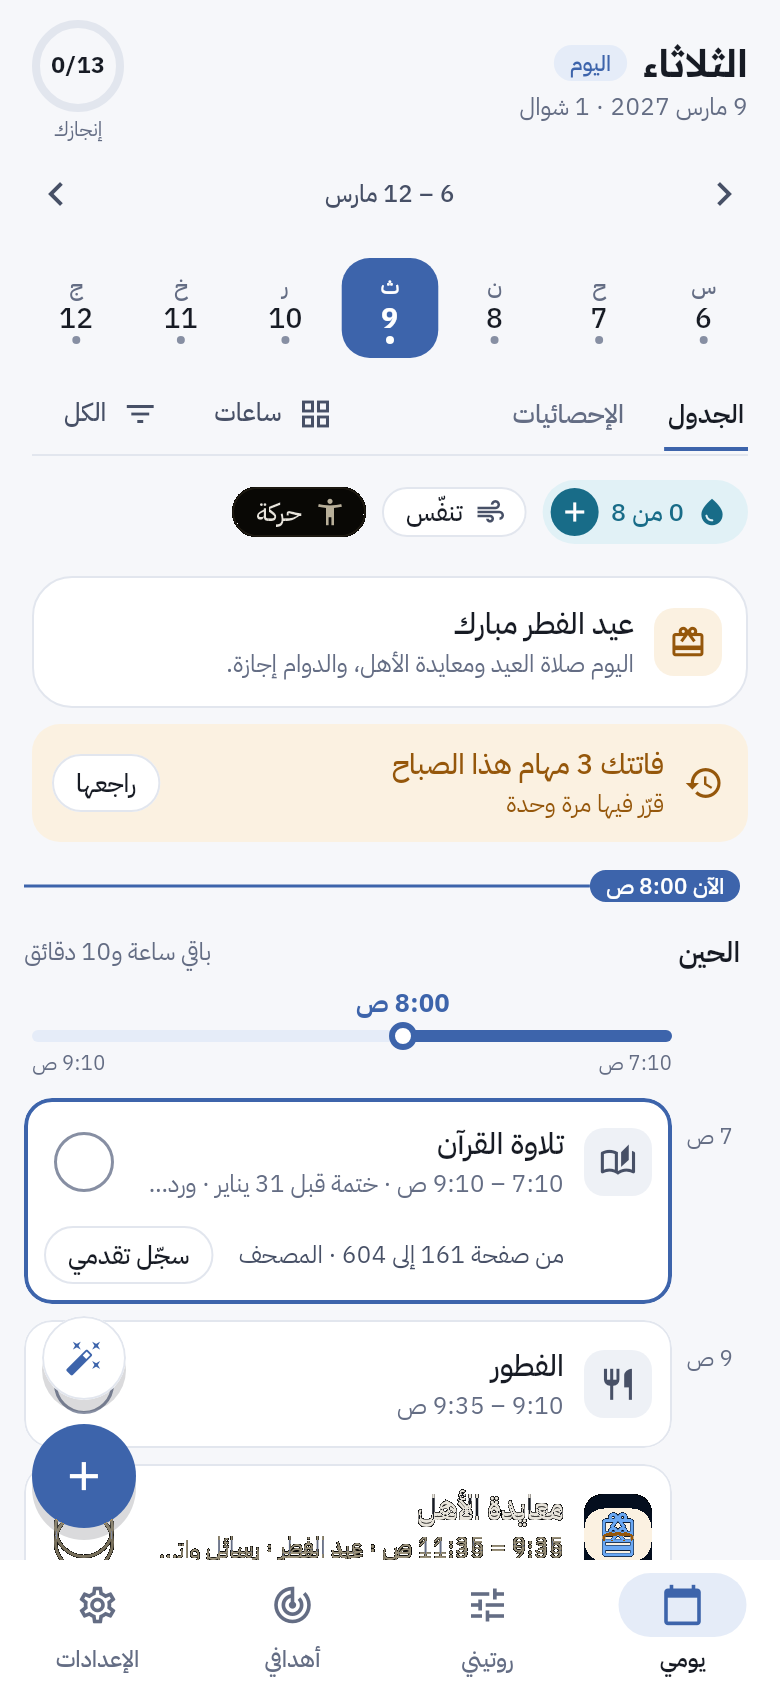 الثلاثاء اليوم
9 مارس 2027 · 1 شوال
0/13
إنجازك
6 – 12 مارس
س ح ن ث ر خ ج
6 7 8 9 10 11 12
الجدول الإحصائيات ساعات الكل
0 من 8 تنفّس حركة
عيد الفطر مبارك
اليوم صلاة العيد ومعايدة الأهل، والدوام إجازة.
فاتتك 3 مهام هذا الصباح
قرّر فيها مرة وحدة
راجعها
الآن 8:00 ص
الحين باقي ساعة و10 دقائق
8:00 ص
7:10 ص 9:10 ص
7 ص
تلاوة القرآن
7:10 – 9:10 ص · ختمة قبل 31 يناير · ورد…
من صفحة 161 إلى 604 · المصحف سجّل تقدمي
9 ص
الفطور
9:10 – 9:35 ص
معايدة الأهل
9:35 – 11:35 ص · عيد الفطر · رسائل وات…
يومي روتيني أهدافي الإعدادات